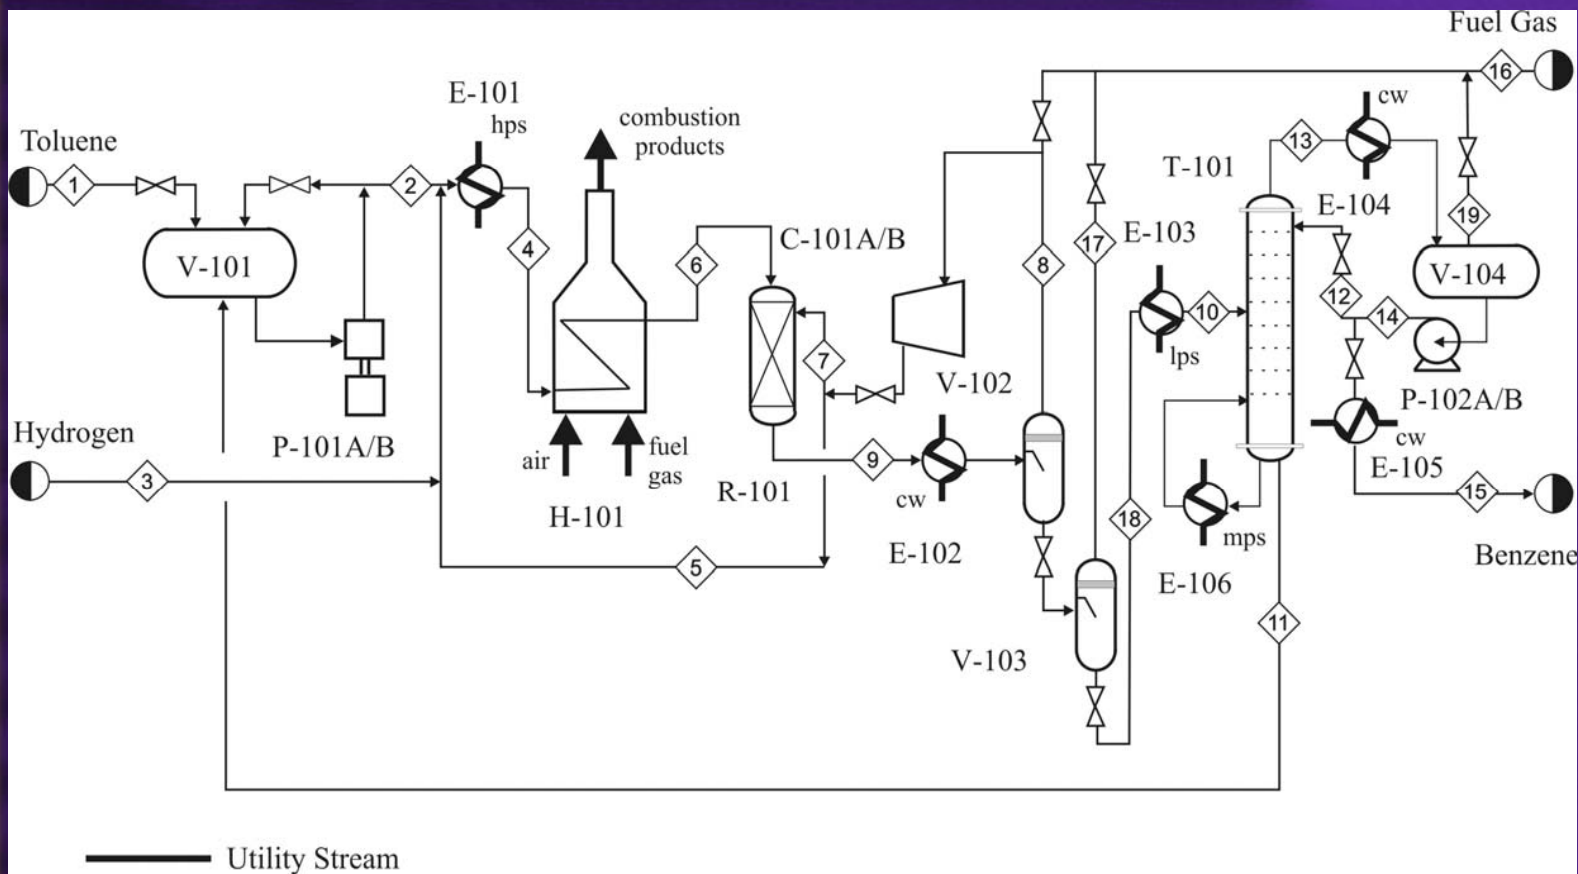 Fuel Gas
16
E-101
hps
combustion
products
cw
Toluene
1
2
13
T-101
E-104
19
4
6
C-101A/B
8
17
E-103
V-101
V-104
10
12
14
lps
7
V-102
P-102A/B
Hydrogen
P-101A/B
air
fuel
gas
9
cw
E-105
3
R-101
cw
15
H-101
18
mps
E-102
E-106
Benzene
5
11
V-103
Utility Stream